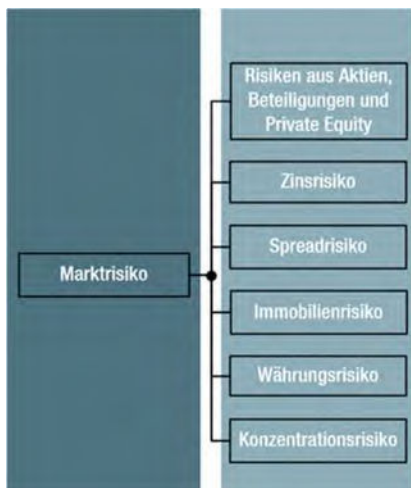 Risiken aus Aktien,
Beteiligungen und
Private Equity
Zinsrisiko
Spreadrisiko
Marktrisiko
Immobilienrisiko
Währungsrisiko
Konzentrationsrisiko